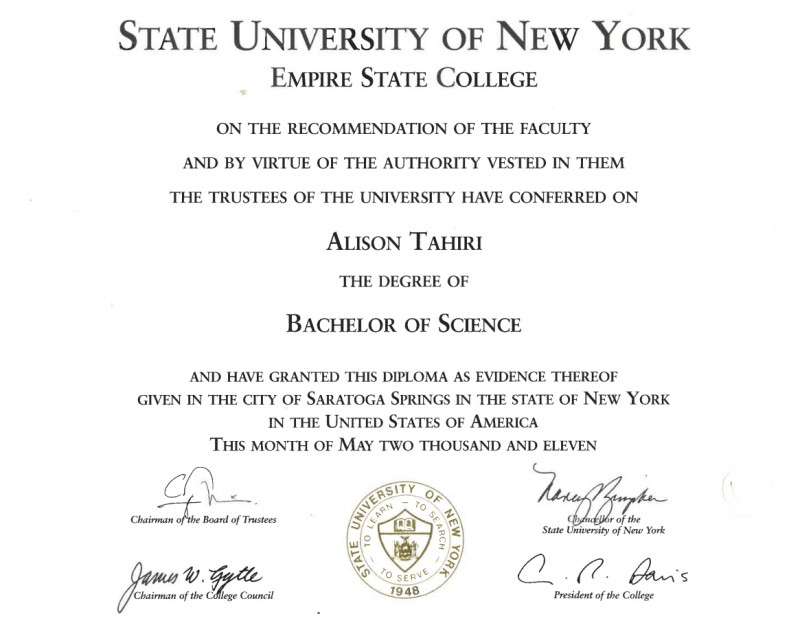 STATE UNIVERSITY OF NEW YORK
EMPIRE STATE COLLEGE
ON THE RECOMMENDATION OF THE FACULTY
AND BY VIRTUE OF THE AUTHORITY VESTED IN THEM
THE TRUSTEES OF THE UNIVERSITY HAVE CONFERRED ON
ALISON TAHIRI
THE DEGREE OF
BACHELOR OF SCIENCE
AND HAVE GRANTED THIS DIPLOMA AS EVIDENCE THEREOF
GIVEN IN THE CITY OF SARATOGA SPRINGS IN THE STATE OF NEW YORK
IN THE UNITED STATES OF AMERICA
THIS MONTH OF MAY TWO THOUSAND AND ELEVEN
Chairman of the Board of Trustees
Nancy
Chancellor of the
State University of New York
James W.
Chairman of the College Council
STATE UNIVERSITY OF NEW YORK
TO LEARN - TO SEARCH - TO SERVE
1948
C. R. Davis
President of the College